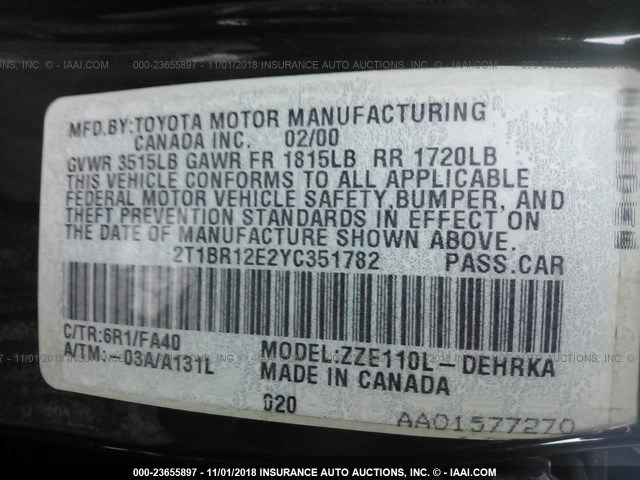 000-23655897 - 11/01/2018 INSURANCE AUTO AUCTIONS, INC. © - IAAI.COM
MFD.BY:TOYOTA MOTOR MANUFACTURING
CANADA INC. 02/00
GVWR 3515LB GAWR FR 1815LB RR 1720LB
THIS VEHICLE CONFORMS TO ALL APPLICABLE
FEDERAL MOTOR VEHICLE SAFETY,BUMPER, AND
THEFT PREVENTION STANDARDS IN EFFECT ON
THE DATE OF MANUFACTURE SHOWN ABOVE.
2T1BR12E2YC351782 PASS.CAR
C/TR:6R1/FA40
A/TM:-03A/A131L
MODEL:ZZE110L-DEHRKA
MADE IN CANADA
020
AA01577270
000-23655897 - 11/01/2018 INSURANCE AUTO AUCTIONS, INC. © - IAAI.COM